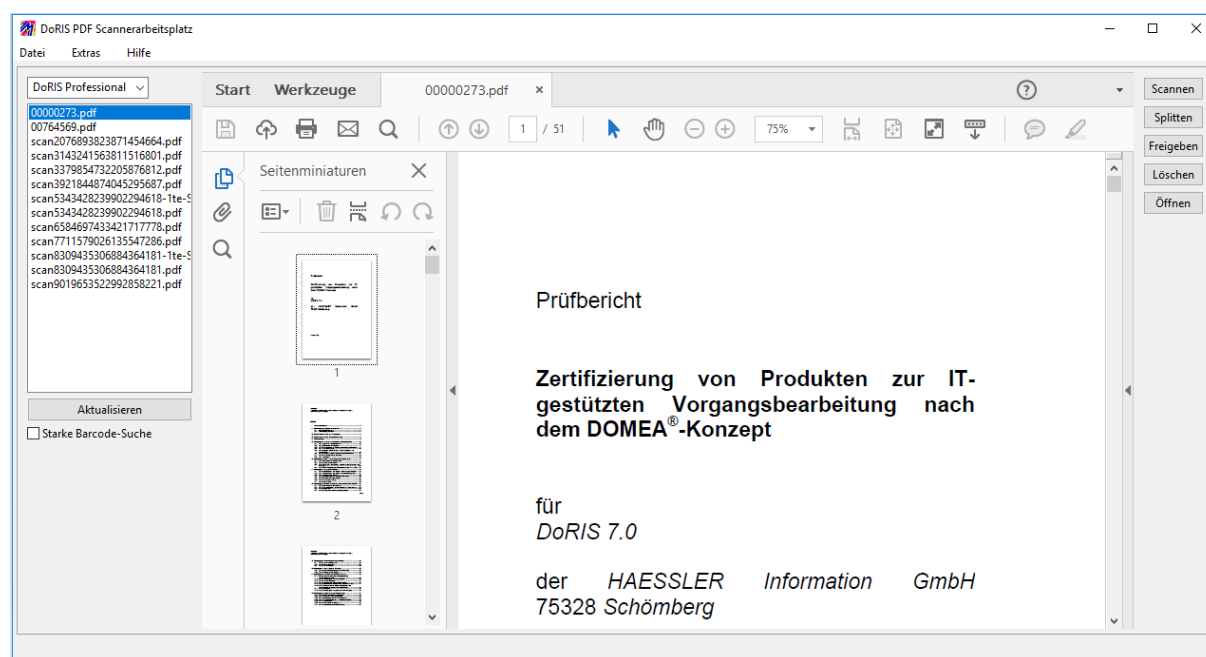 DoRIS PDF Scannerarbeitsplatz
Datei Extras Hilfe
DoRIS Professional
00000273.pdf
00764569.pdf
scan2076893823871454664.pdf
scan3143241563811516801.pdf
scan3379854732205876812.pdf
scan3921844874045295687.pdf
scan5343428239902294618-1te-S
scan5343428239902294618.pdf
scan6584697433421717778.pdf
scan7711579026135547286.pdf
scan8309435306884364181-1te-S
scan8309435306884364181.pdf
scan9019653522992858221.pdf
Aktualisieren
Starke Barcode-Suche
Start Werkzeuge 00000273.pdf ×
1 / 51 75%
Seitenminiaturen
1
2
Prüfbericht
Zertifizierung von Produkten zur IT-
gestützten Vorgangsbearbeitung nach
dem DOMEA®-Konzept
für
DoRIS 7.0
der HAESSLER Information GmbH
75328 Schömberg
Scannen
Splitten
Freigeben
Löschen
Öffnen